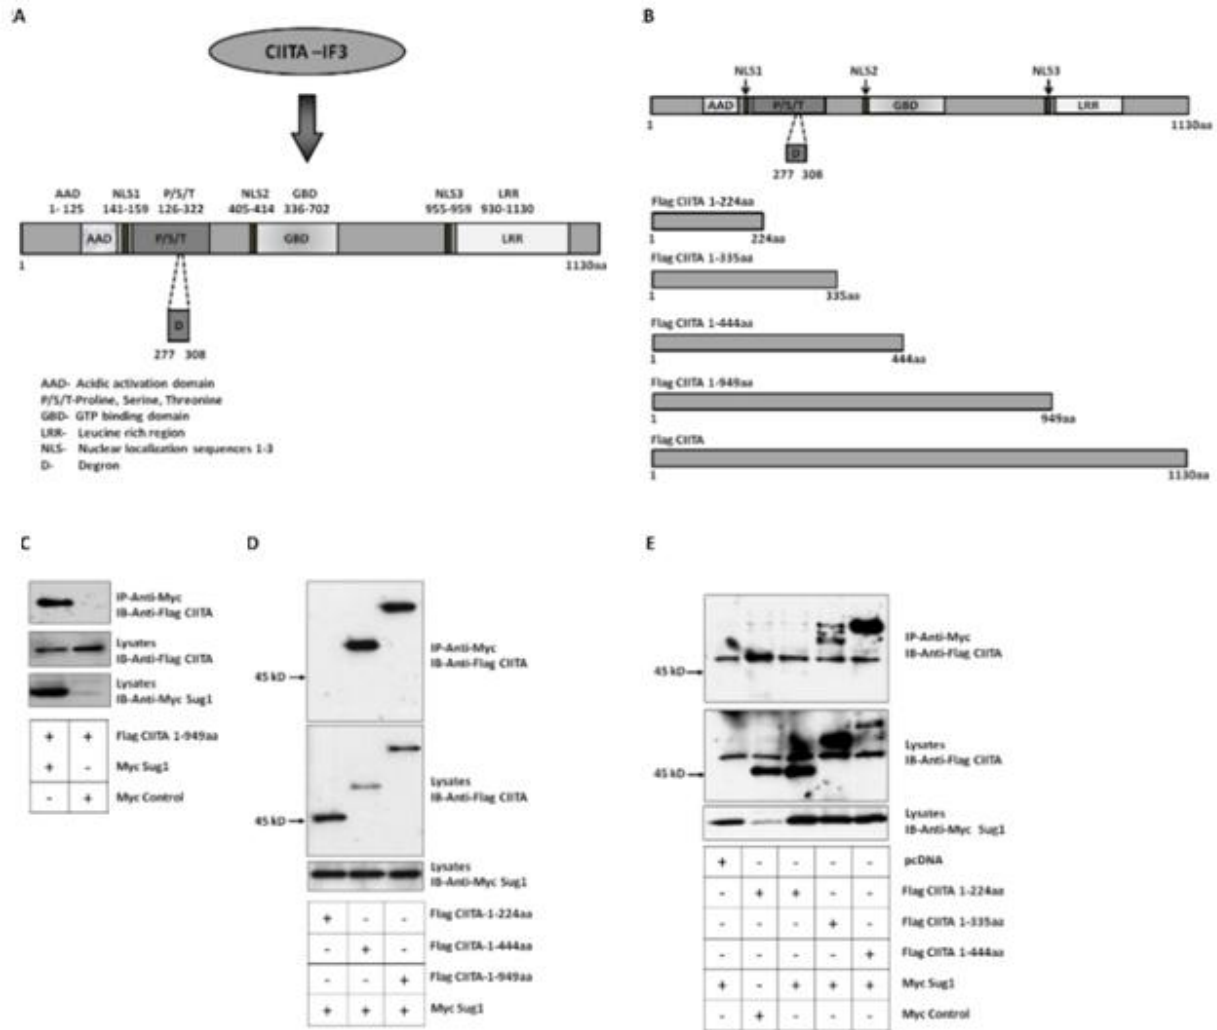 A
CIITA –IF3
AAD NLS1 P/S/T NLS2 GBD NLS3 LRR
1- 125 141-159 126-322 405-414 336-702 955-959 930-1130
AAD P/S/T GBD LRR
1 1130aa
D
277 308
AAD- Acidic activation domain
P/S/T-Proline, Serine, Threonine
GBD- GTP binding domain
LRR- Leucine rich region
NLS- Nuclear localization sequences 1-3
D- Degron
B
NLS1 NLS2 NLS3
AAD P/S/T GBD LRR
1 1130aa
D
277 308
Flag CIITA 1-224aa
1 224aa
Flag CIITA 1-335aa
1 335aa
Flag CIITA 1-444aa
1 444aa
Flag CIITA 1-949aa
1 949aa
Flag CIITA
1 1130aa
C
IP-Anti-Myc
IB-Anti-Flag CIITA
Lysates
IB-Anti-Flag CIITA
Lysates
IB-Anti-Myc Sug1
+ + Flag CIITA 1-949aa
+ - Myc Sug1
- + Myc Control
D
IP-Anti-Myc
IB-Anti-Flag CIITA
45 kD
Lysates
IB-Anti-Flag CIITA
45 kD
Lysates
IB-Anti-Myc Sug1
+ - - Flag CIITA-1-224aa
- + - Flag CIITA-1-444aa
- - + Flag CIITA-1-949aa
+ + + Myc Sug1
E
IP-Anti-Myc
IB-Anti-Flag CIITA
45 kD
Lysates
IB-Anti-Flag CIITA
45 kD
Lysates
IB-Anti-Myc Sug1
+ - - - - pcDNA
- + + - - Flag CIITA 1-224aa
- - - + - Flag CIITA 1-335aa
- - - - + Flag CIITA 1-444aa
+ - + + + Myc Sug1
- + - - - Myc Control